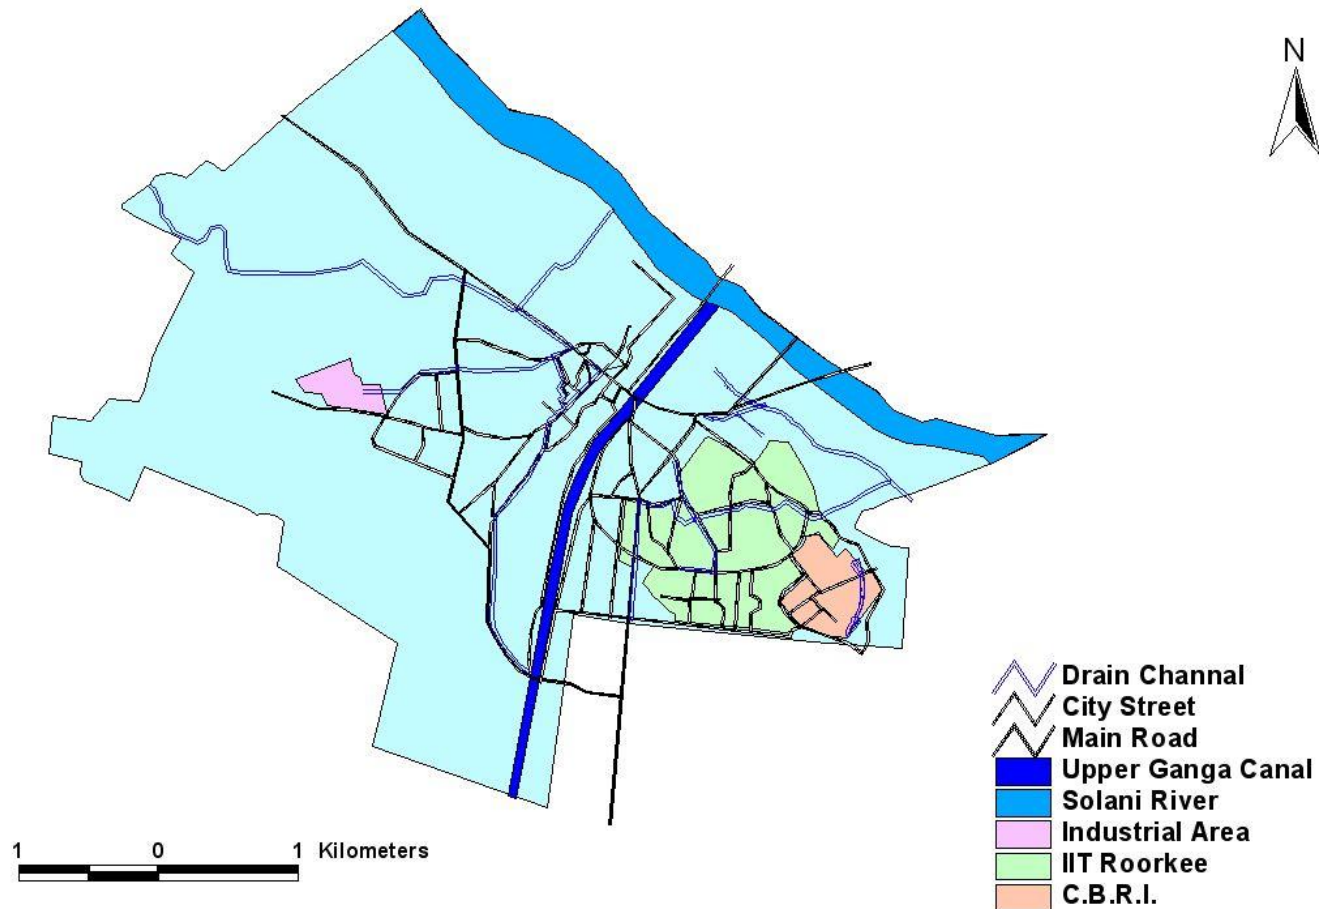 N
Drain Channal
City Street
Main Road
Upper Ganga Canal
Solani River
Industrial Area
IIT Roorkee
C.B.R.I.
1 0 1 Kilometers